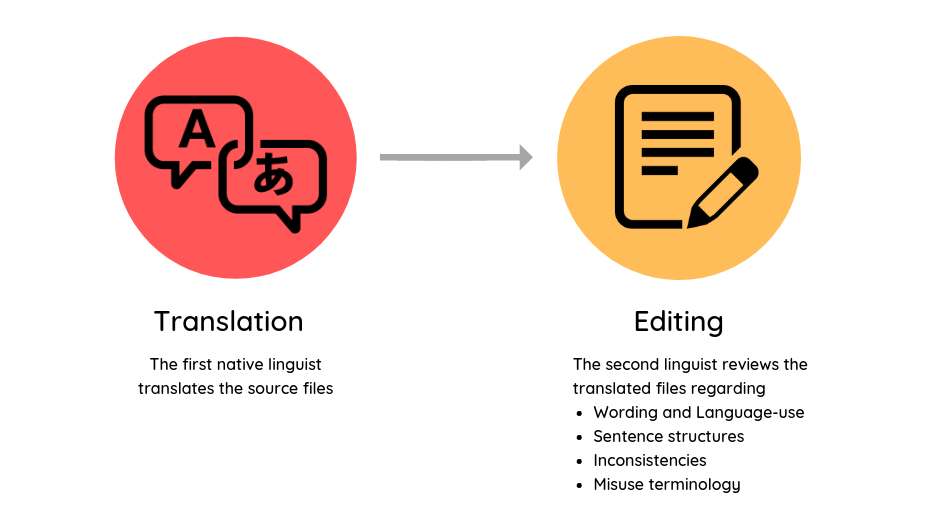 A
あ
Translation
The first native linguist
translates the source files
Editing
The second linguist reviews the
translated files regarding
• Wording and Language-use
• Sentence structures
• Inconsistencies
• Misuse terminology